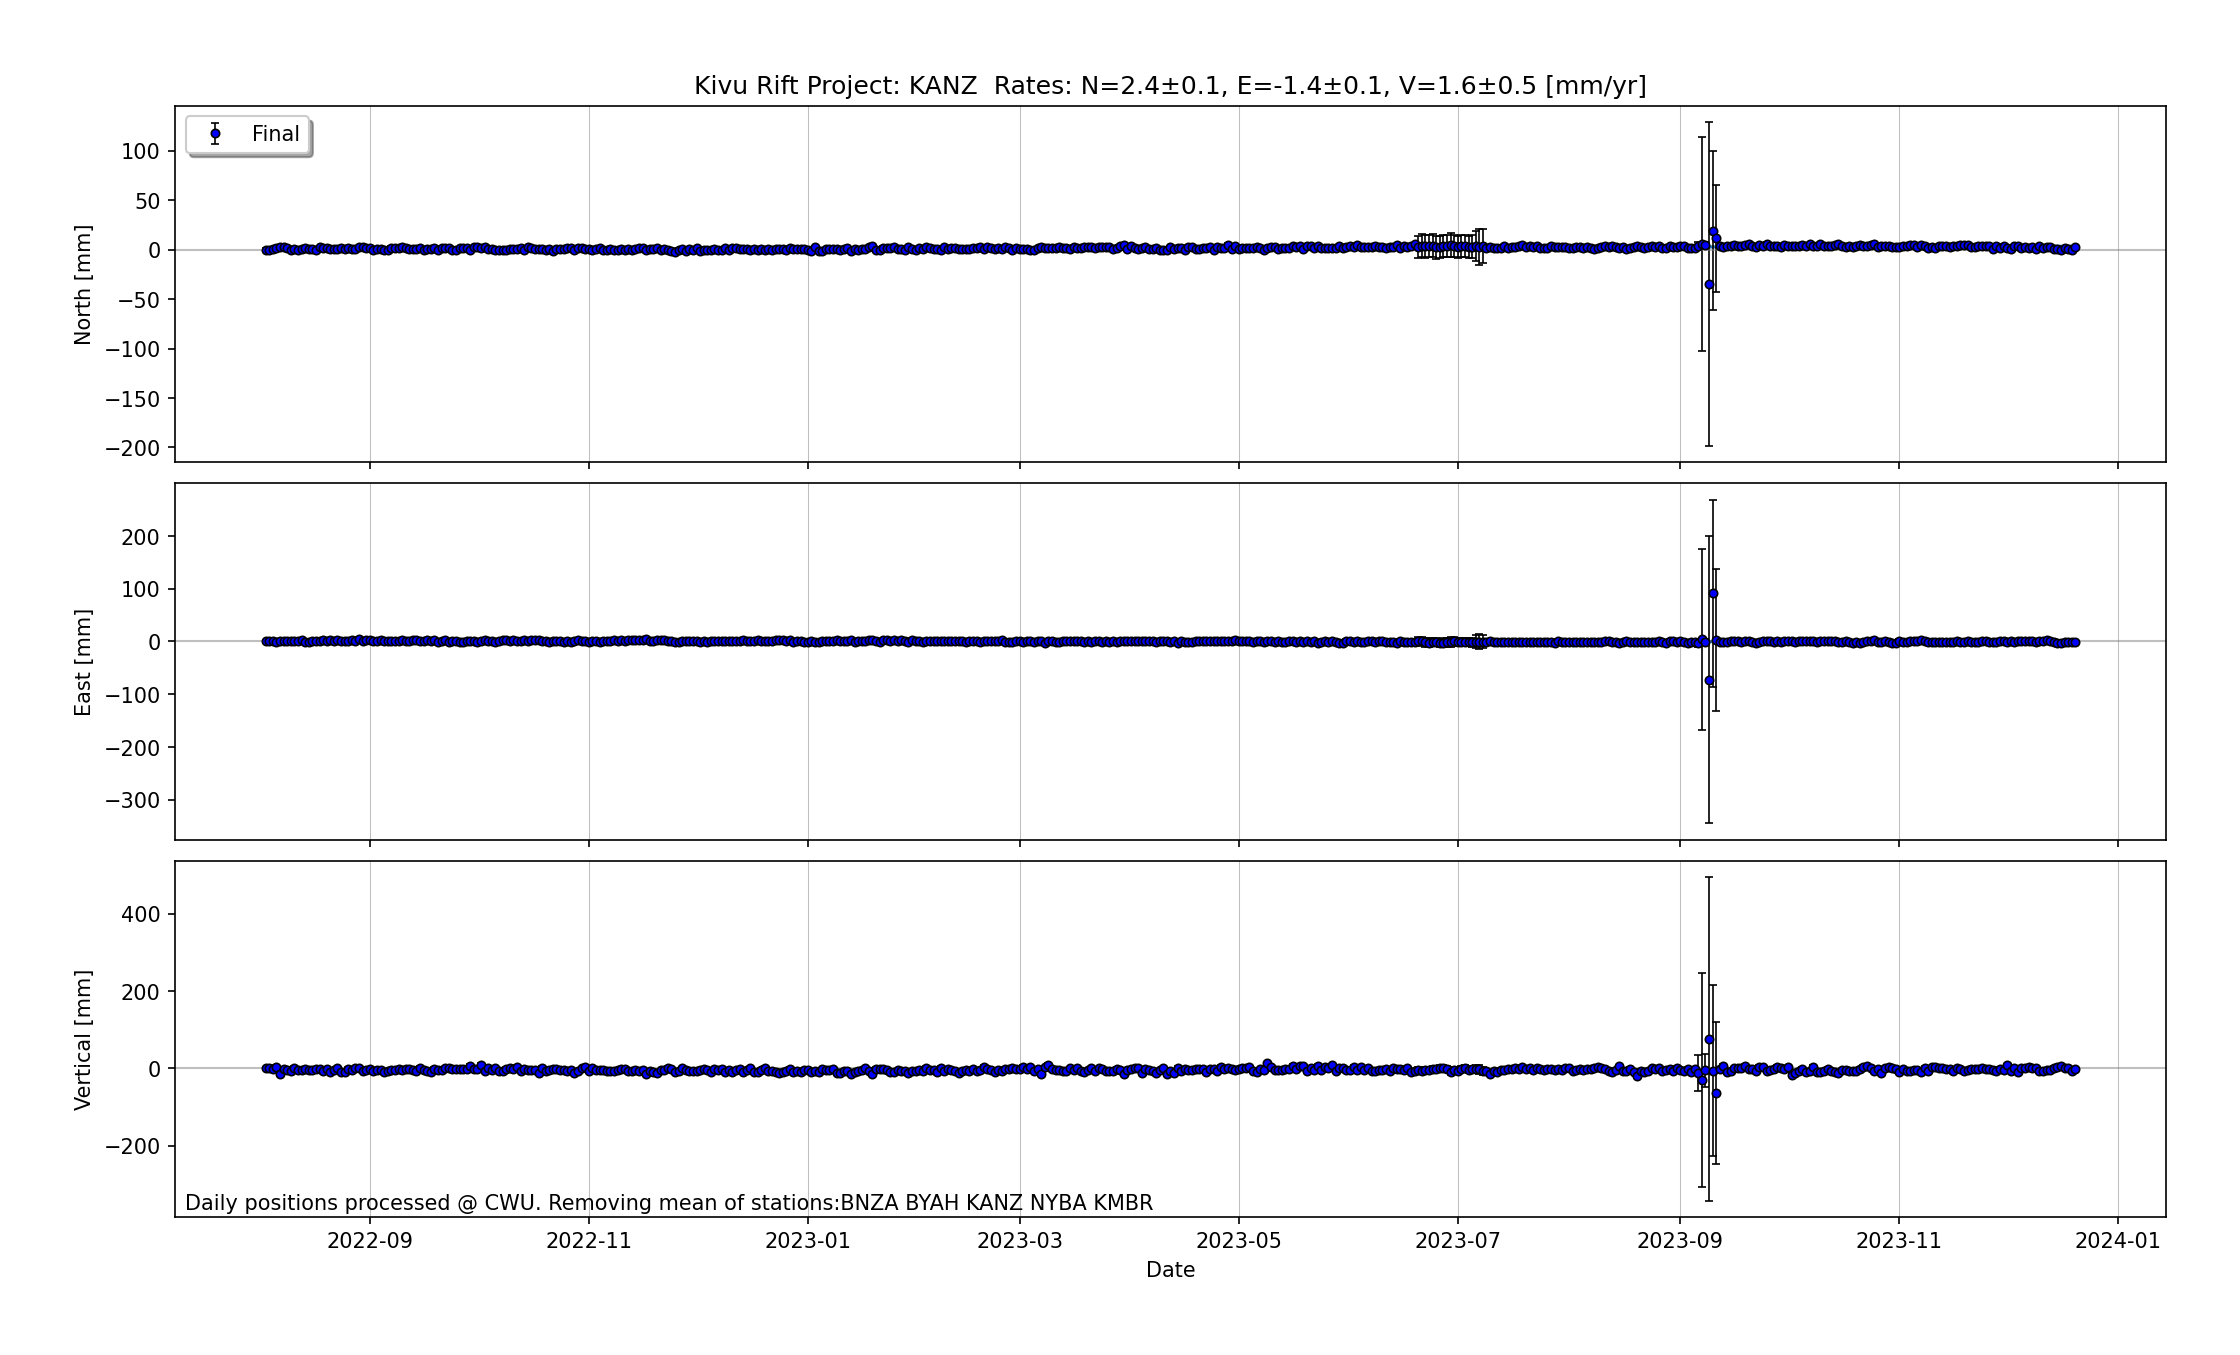 Kivu Rift Project: KANZ  Rates: N=2.4±0.1, E=-1.4±0.1, V=1.6±0.5 [mm/yr]
Final
100
50
0
−50
−100
−150
−200
North [mm]
200
100
0
−100
−200
−300
East [mm]
400
200
0
−200
Vertical [mm]
Daily positions processed @ CWU. Removing mean of stations:BNZA BYAH KANZ NYBA KMBR
2022-09 2022-11 2023-01 2023-03 2023-05 2023-07 2023-09 2023-11 2024-01
Date